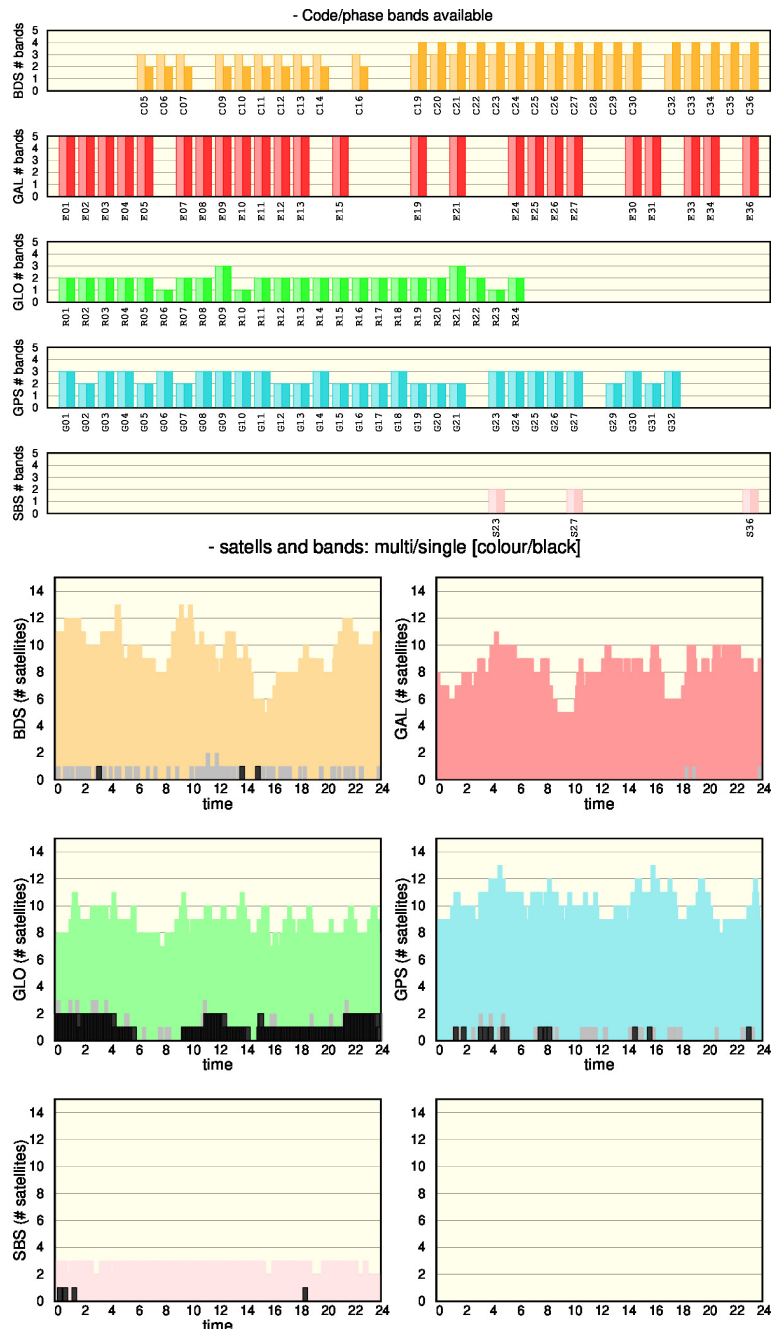 - Code/phase bands available
BDS # bands
5
4
3
2
1
0
C05 C06 C07 C09 C10 C11 C12 C13 C14 C16 C19 C20 C21 C22 C23 C24 C25 C26 C27 C28 C29 C30 C32 C33 C34 C35 C36
GAL # bands
5
4
3
2
1
0
E01 E02 E03 E04 E05 E07 E08 E09 E10 E11 E12 E13 E15 E19 E21 E24 E25 E26 E27 E30 E31 E33 E34 E36
GLO # bands
5
4
3
2
1
0
R01 R02 R03 R04 R05 R06 R07 R08 R09 R10 R11 R12 R13 R14 R15 R16 R17 R18 R19 R20 R21 R22 R23 R24
GPS # bands
5
4
3
2
1
0
G01 G02 G03 G04 G05 G06 G07 G08 G09 G10 G11 G12 G13 G14 G15 G16 G17 G18 G19 G20 G21 G23 G24 G25 G26 G27 G29 G30 G31 G32
SBS # bands
5
4
3
2
1
0
S23 S27 S36
- satells and bands: multi/single [colour/black]
BDS (# satellites)
14
12
10
8
6
4
2
0
0 2 4 6 8 10 12 14 16 18 20 22 24
time
GAL (# satellites)
14
12
10
8
6
4
2
0
0 2 4 6 8 10 12 14 16 18 20 22 24
time
GLO (# satellites)
14
12
10
8
6
4
2
0
0 2 4 6 8 10 12 14 16 18 20 22 24
time
GPS (# satellites)
14
12
10
8
6
4
2
0
0 2 4 6 8 10 12 14 16 18 20 22 24
time
SBS (# satellites)
14
12
10
8
6
4
2
0
0 2 4 6 8 10 12 14 16 18 20 22 24
time
14
12
10
8
6
4
2
0
0 2 4 6 8 10 12 14 16 18 20 22 24